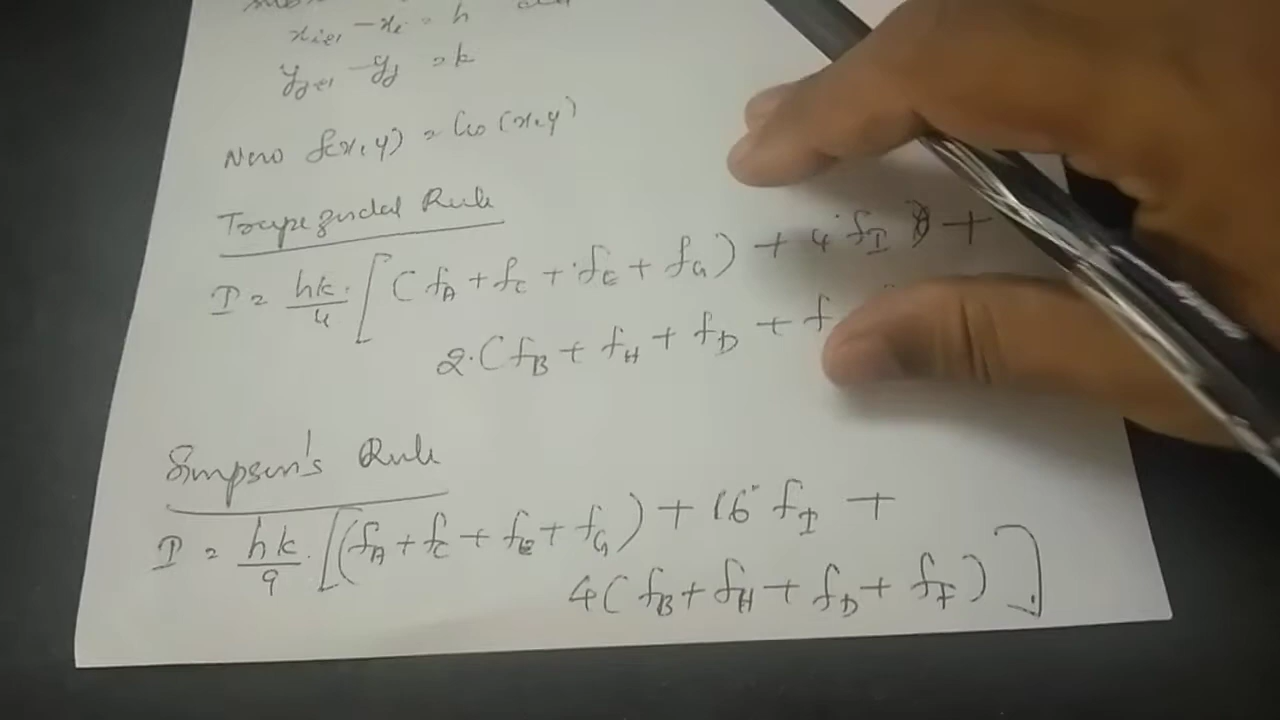 x_{i+1} - x_i = h
y_{j+1} - y_j = k
Now f(x, y) = Cos(x, y)
Trapezoidal Rule
I = hk/4 [(f_A + f_C + f_E + f_G) + 4 f_I +
2.(f_B + f_H + f_D + f
Simpson's Rule
I = hk/9 [(f_A + f_C + f_E + f_G) + 16 f_I +
4(f_B + f_H + f_D + f_F)]